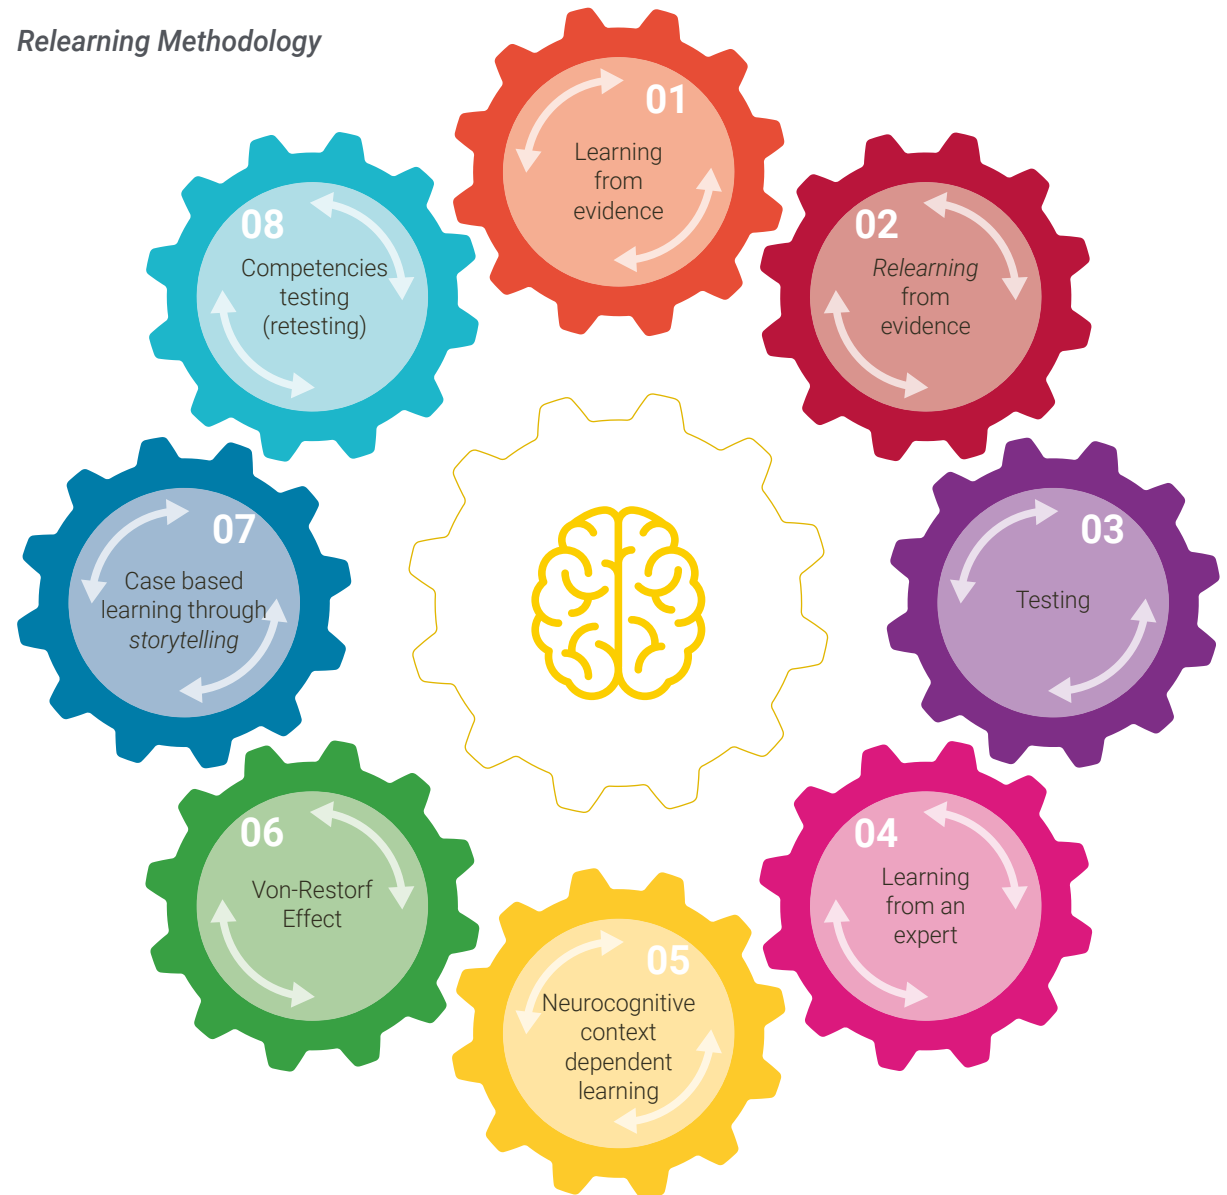 Relearning Methodology
01
Learning
from
evidence
02
Relearning
from
evidence
03
Testing
04
Learning
from an
expert
05
Neurocognitive
context
dependent
learning
06
Von-Restorf
Effect
07
Case based
learning through
storytelling
08
Competencies
testing
(retesting)